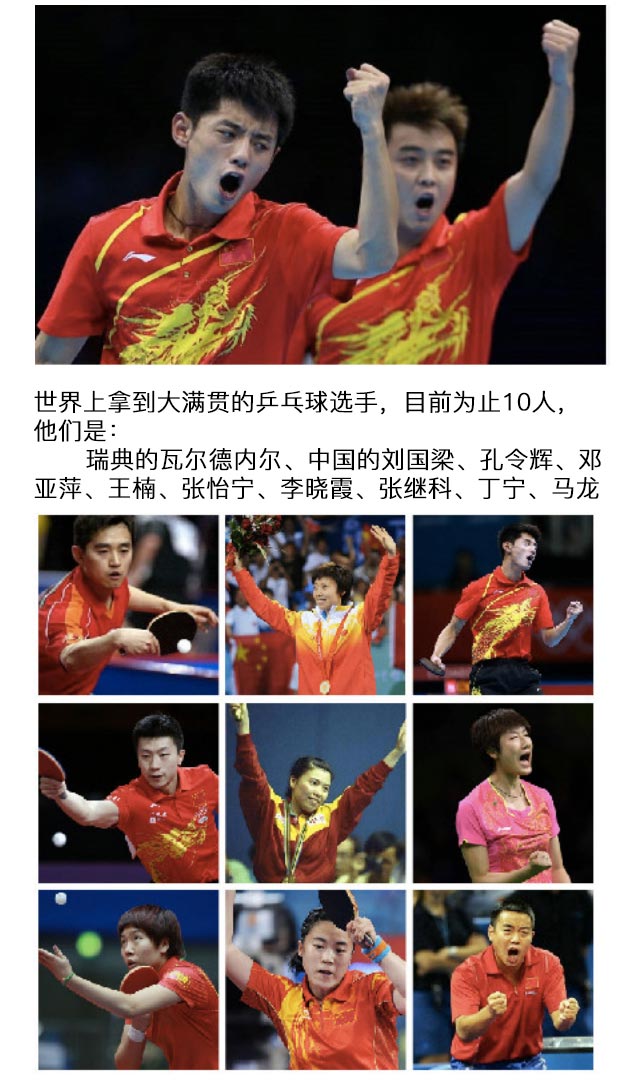 世界上拿到大满贯的乒乓球选手，目前为止10人，
他们是：
瑞典的瓦尔德内尔、中国的刘国梁、孔令辉、邓
亚萍、王楠、张怡宁、李晓霞、张继科、丁宁、马龙